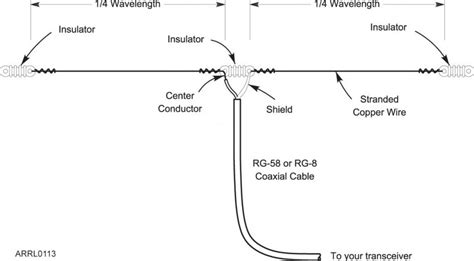 1/4 Wavelength
1/4 Wavelength
Insulator
Insulator
Insulator
Center
Conductor
Shield
Stranded
Copper Wire
RG-58 or RG-8
Coaxial Cable
ARRL0113
To your transceiver